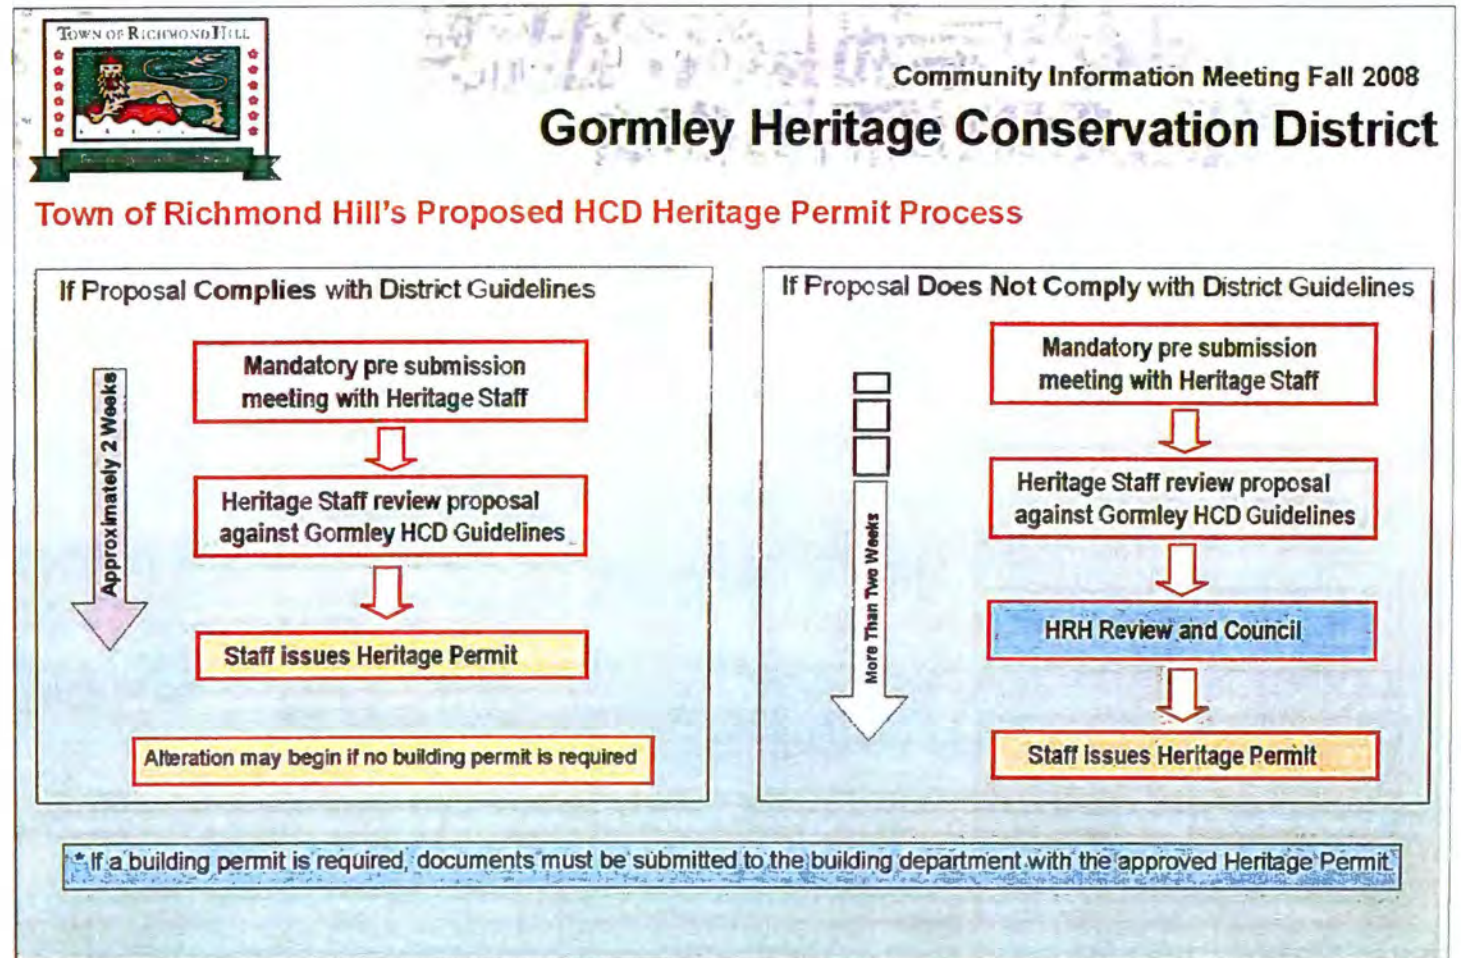 TOWN OF RICHMOND HILL
Community Information Meeting Fall 2008
Gormley Heritage Conservation District
Town of Richmond Hill's Proposed HCD Heritage Permit Process
If Proposal Complies with District Guidelines
Approximately 2 Weeks
Mandatory pre submission
meeting with Heritage Staff
Heritage Staff review proposal
against Gormley HCD Guidelines
Staff issues Heritage Permit
Alteration may begin if no building permit is required
If Proposal Does Not Comply with District Guidelines
More Than Two Weeks
Mandatory pre submission
meeting with Heritage Staff
Heritage Staff review proposal
against Gormley HCD Guidelines
HRH Review and Council
Staff issues Heritage Permit
* If a building permit is required, documents must be submitted to the building department with the approved Heritage Permit.